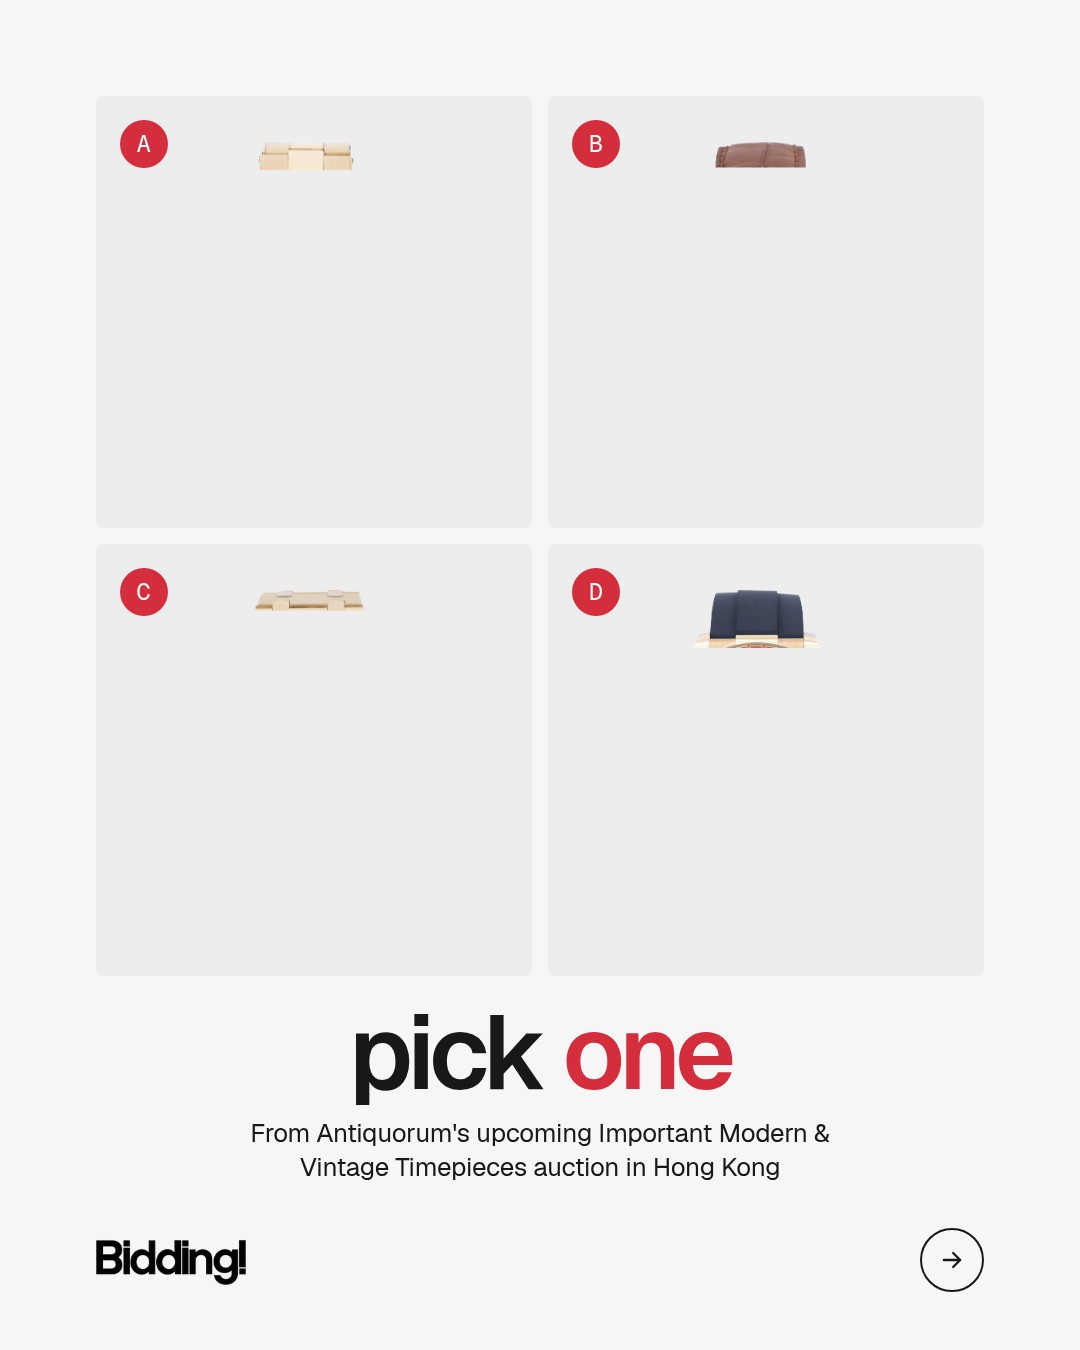 A
B
C
D
pick one
From Antiquorum's upcoming Important Modern &
Vintage Timepieces auction in Hong Kong
Bidding!